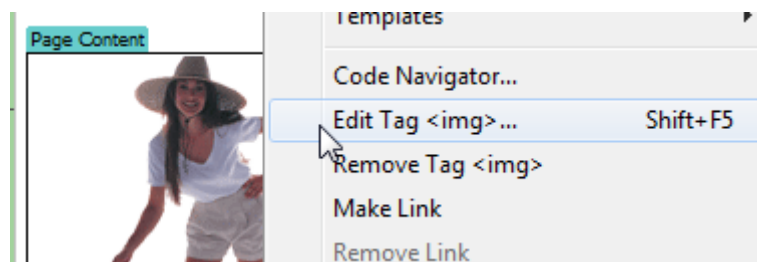 Templates
Page Content
Code Navigator...
Edit Tag <img>... Shift+F5
Remove Tag <img>
Make Link
Remove Link